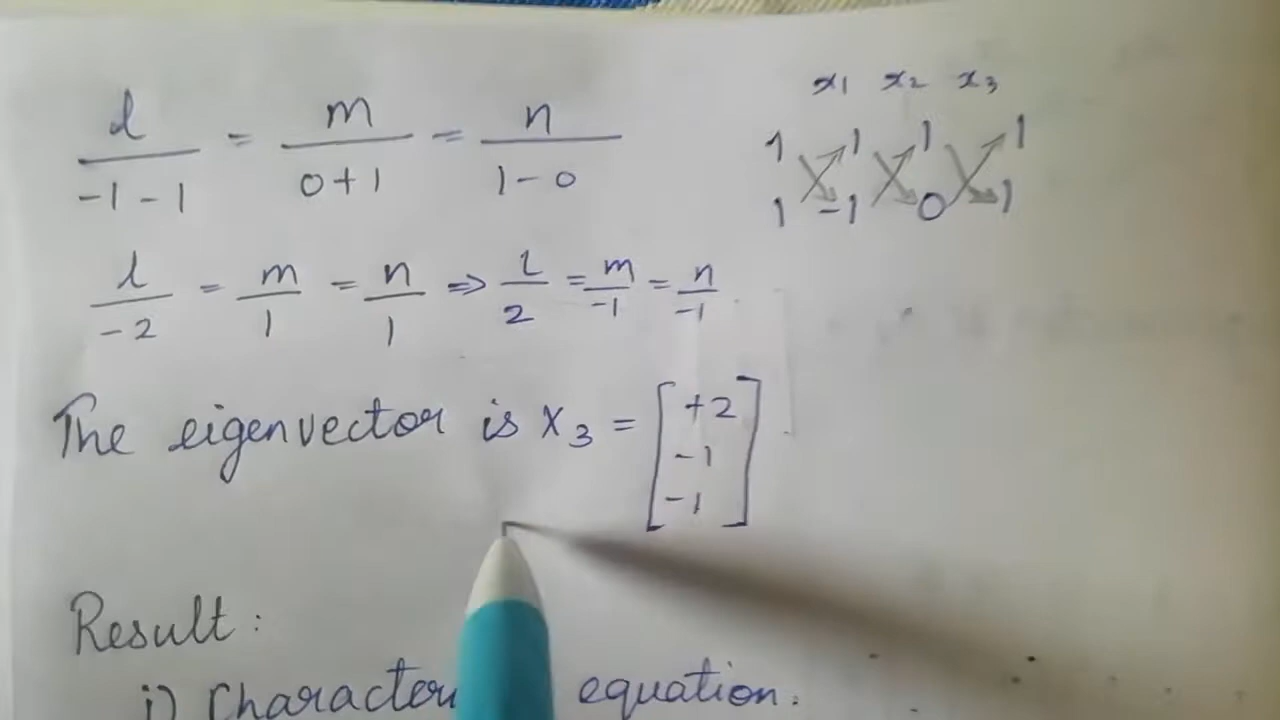 l/(-1-1) = m/(0+1) = n/(1-0)
x1 x2 x3
1 1 1 1
1 -1 0 1
l/(-2) = m/1 = n/1 => l/2 = m/-1 = n/-1
The eigenvector is X3 = [+2
-1
-1]
Result:
i) Character equation.